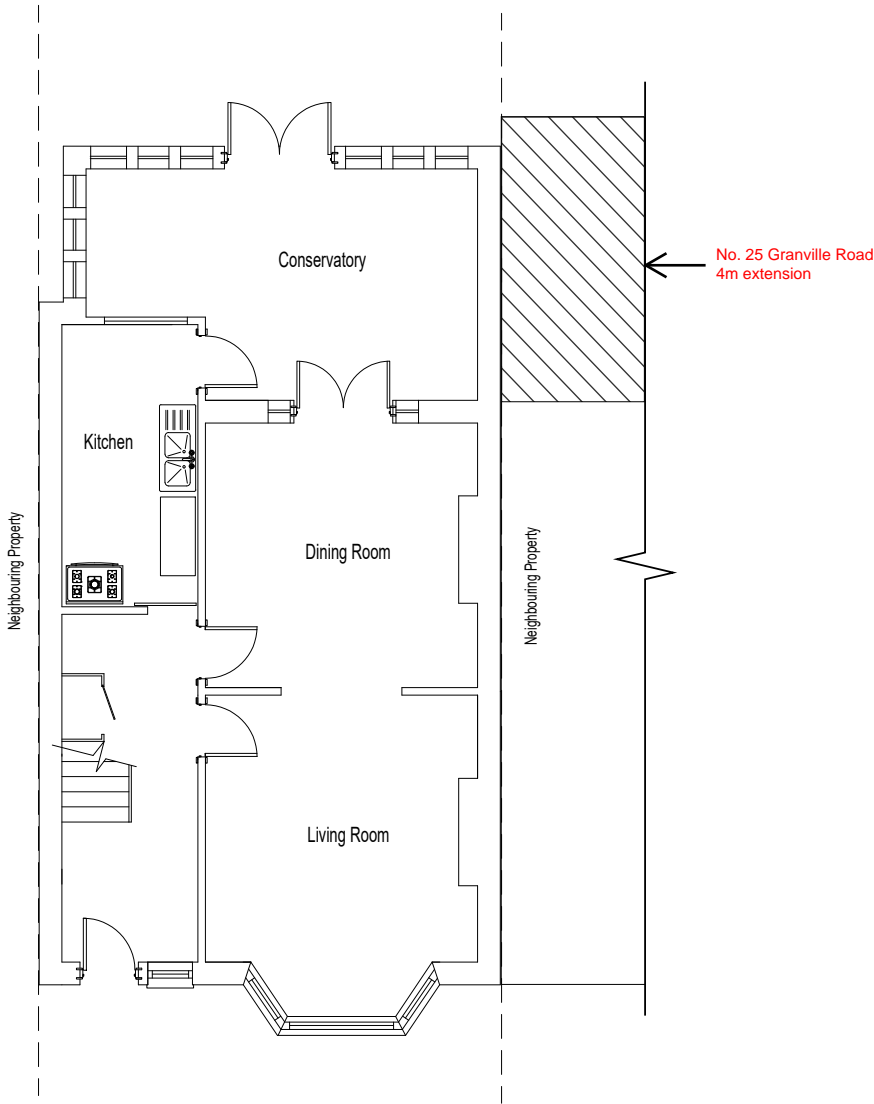 Conservatory
No. 25 Granville Road
4m extension
Kitchen
Dining Room
Neighbouring Property
Neighbouring Property
Living Room